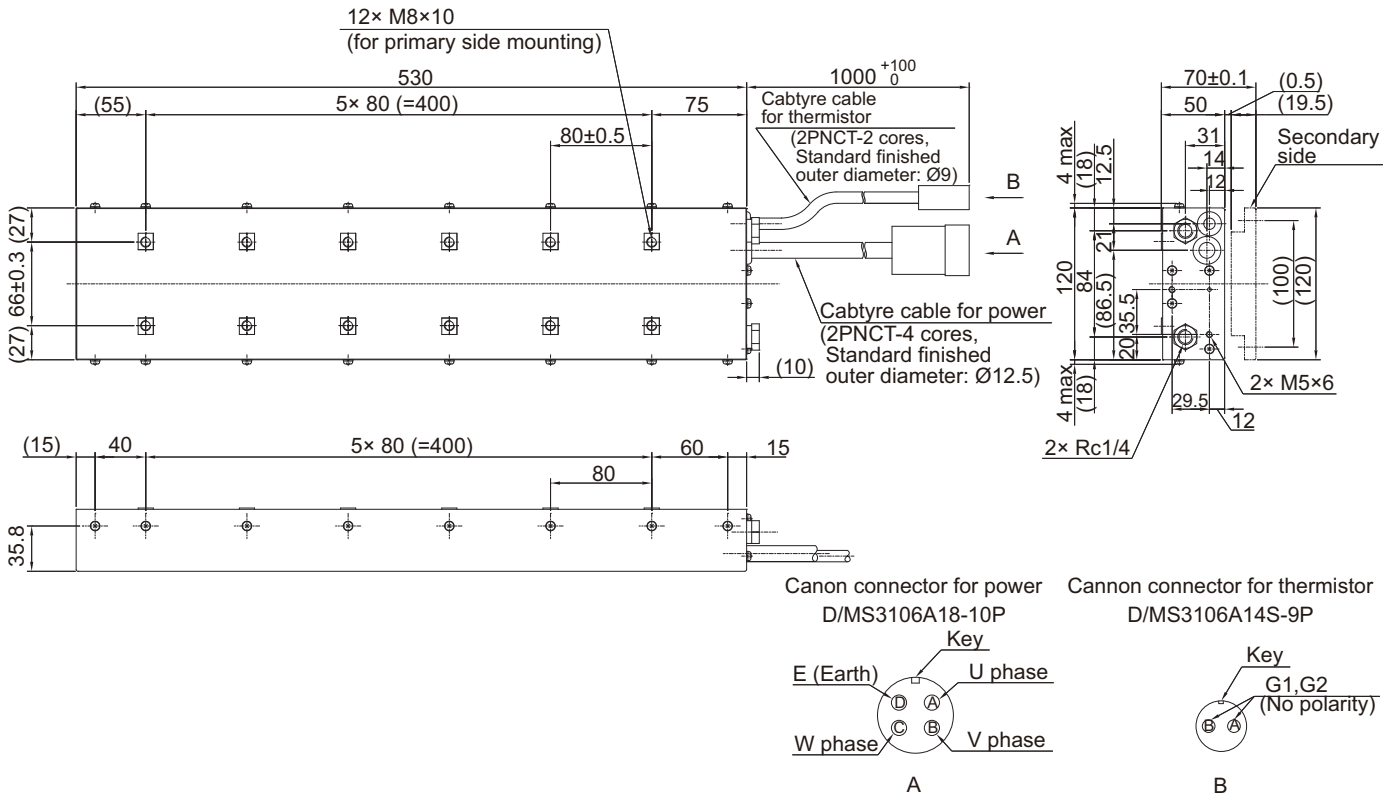 12× M8×10
(for primary side mounting)
530
1000 +100 0
(55)
5× 80 (=400)
75
80±0.5
Cabtyre cable
for thermistor
(2PNCT-2 cores,
Standard finished
outer diameter: Ø9)
B
A
(27)
66±0.3
(27)
Cabtyre cable for power
(2PNCT-4 cores,
Standard finished
outer diameter: Ø12.5)
(10)
70±0.1
(0.5)
50
(19.5)
31
Secondary
side
14
12
4 max
(18)
12.5
21
120
84
(86.5)
35.5
20
(100)
(120)
4 max
(18)
29.5
12
2× M5×6
2× Rc1/4
(15)
40
5× 80 (=400)
60
15
80
35.8
Canon connector for power
D/MS3106A18-10P
Key
E (Earth)
U phase
D
A
C
B
W phase
V phase
A
Cannon connector for thermistor
D/MS3106A14S-9P
Key
G1,G2
(No polarity)
B
A
B